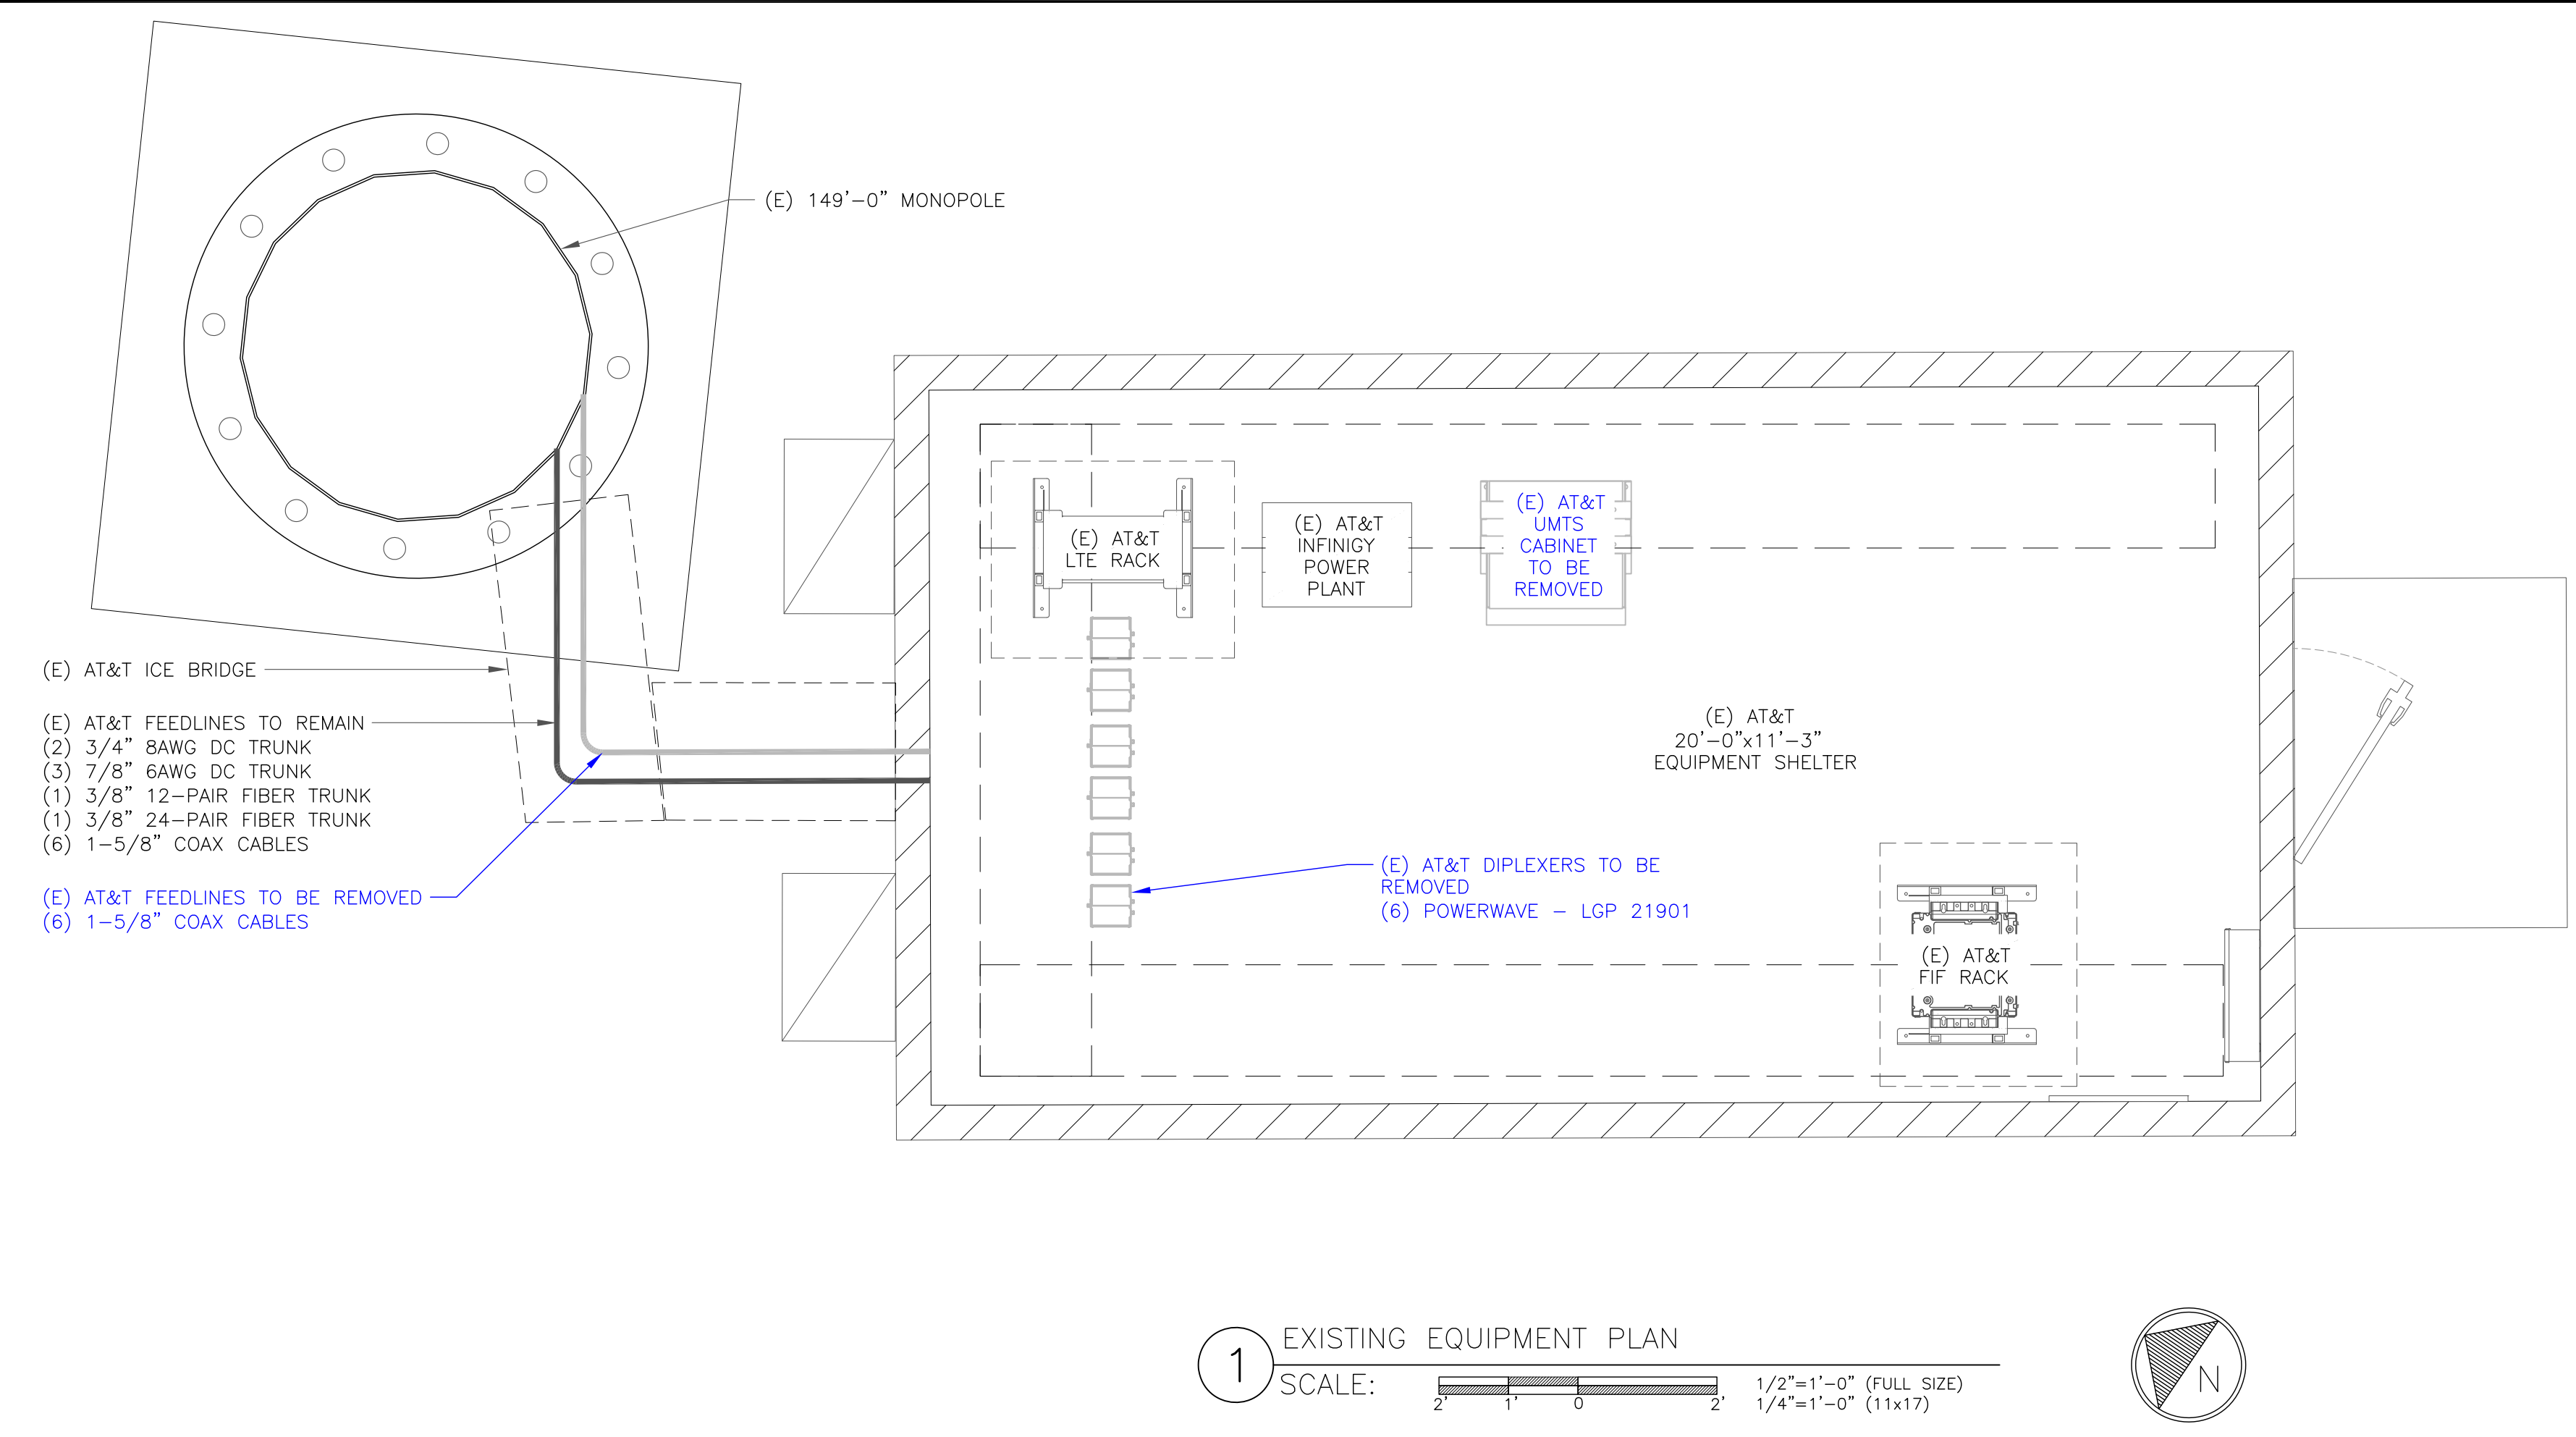 (E) 149'-0" MONOPOLE
(E) AT&T ICE BRIDGE
(E) AT&T FEEDLINES TO REMAIN
(2) 3/4" 8AWG DC TRUNK
(3) 7/8" 6AWG DC TRUNK
(1) 3/8" 12-PAIR FIBER TRUNK
(1) 3/8" 24-PAIR FIBER TRUNK
(6) 1-5/8" COAX CABLES
(E) AT&T FEEDLINES TO BE REMOVED
(6) 1-5/8" COAX CABLES
(E) AT&T
LTE RACK
(E) AT&T
INFINIGY
POWER
PLANT
(E) AT&T
UMTS
CABINET
TO BE
REMOVED
(E) AT&T
20'-0"x11'-3"
EQUIPMENT SHELTER
(E) AT&T DIPLEXERS TO BE
REMOVED
(6) POWERWAVE - LGP 21901
(E) AT&T
FIF RACK
1
EXISTING EQUIPMENT PLAN
SCALE:
2' 1' 0 2'
1/2"=1'-0" (FULL SIZE)
1/4"=1'-0" (11x17)
N